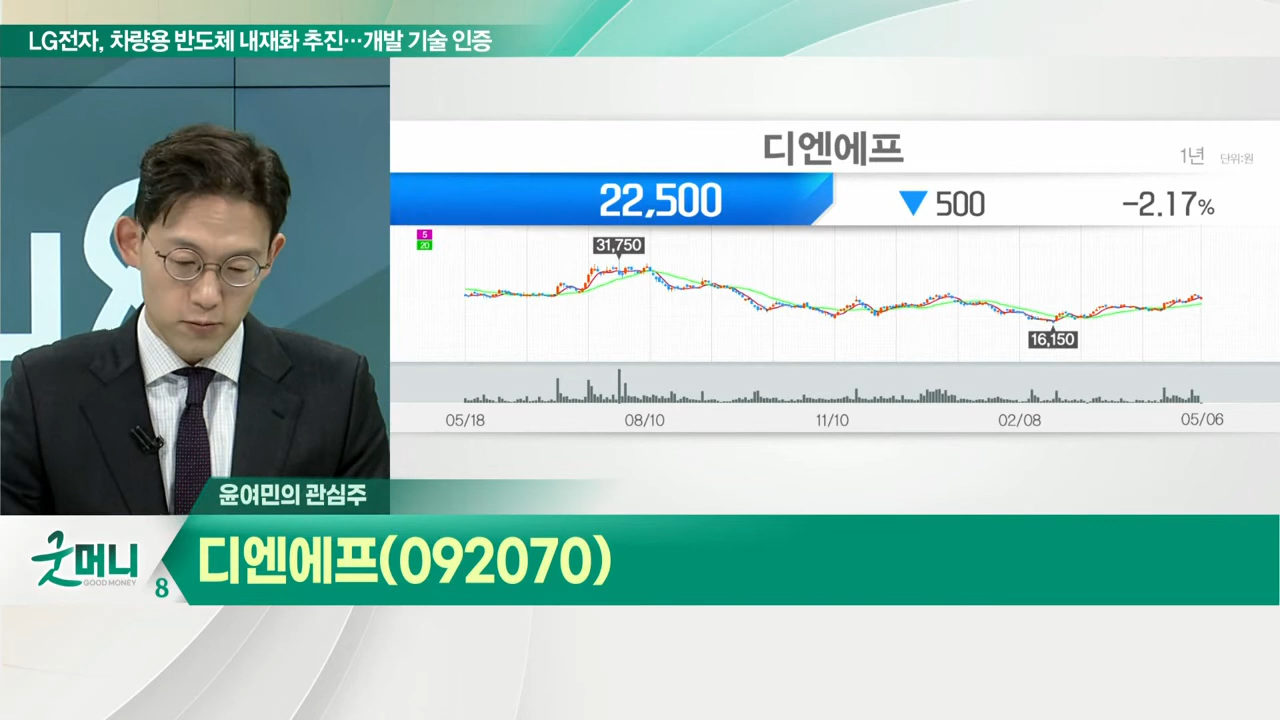 LG전자, 차량용 반도체 내재화 추진…개발 기술 인증
디엔에프
1년 단위:원
22,500 ▼500 -2.17%
5
20
31,750
16,150
05/18 08/10 11/10 02/08 05/06
윤여민의 관심주
굿머니
GOOD MONEY
8
디엔에프(092070)